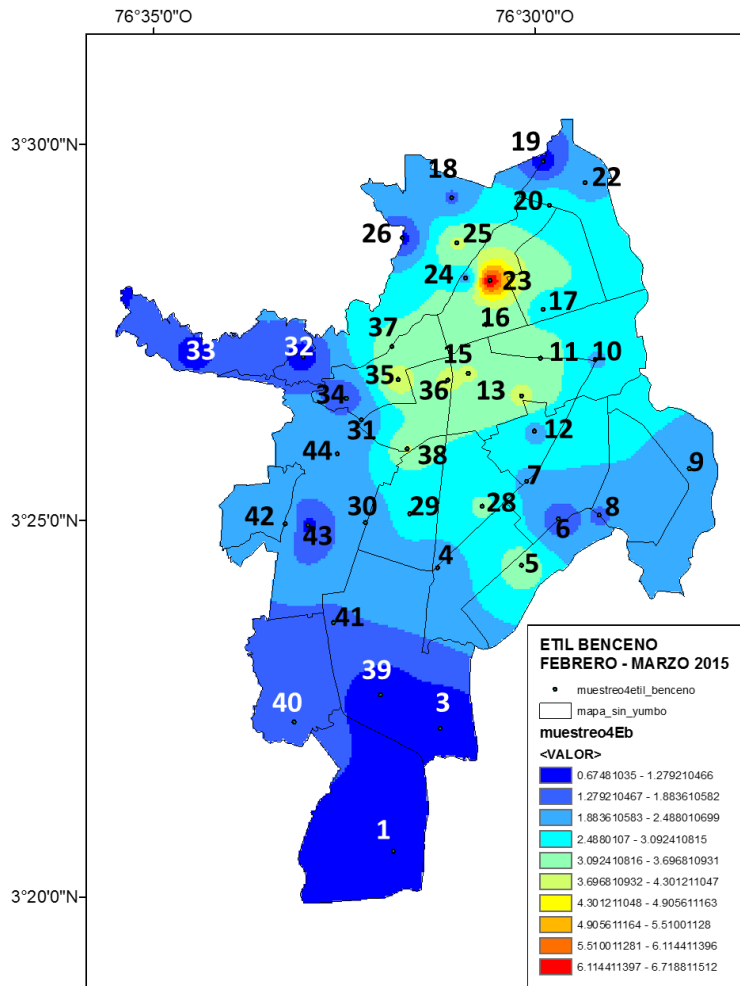 76°35'0"O
76°30'0"O
3°30'0"N
3°25'0"N
3°20'0"N
19
18
22
20
26
25
24
23
17
16
37
33
32
15
11
10
35
36
13
34
31
12
38
44
9
7
42
30
29
28
8
43
6
4
5
41
39
40
3
1
ETIL BENCENO
FEBRERO - MARZO 2015
muestreo4etil_benceno
mapa_sin_yumbo
muestreo4Eb
<VALOR>
0.67481035 - 1.279210466
1.279210467 - 1.883610582
1.883610583 - 2.488010699
2.4880107 - 3.092410815
3.092410816 - 3.696810931
3.696810932 - 4.301211047
4.301211048 - 4.905611163
4.905611164 - 5.51001128
5.510011281 - 6.114411396
6.114411397 - 6.718811512